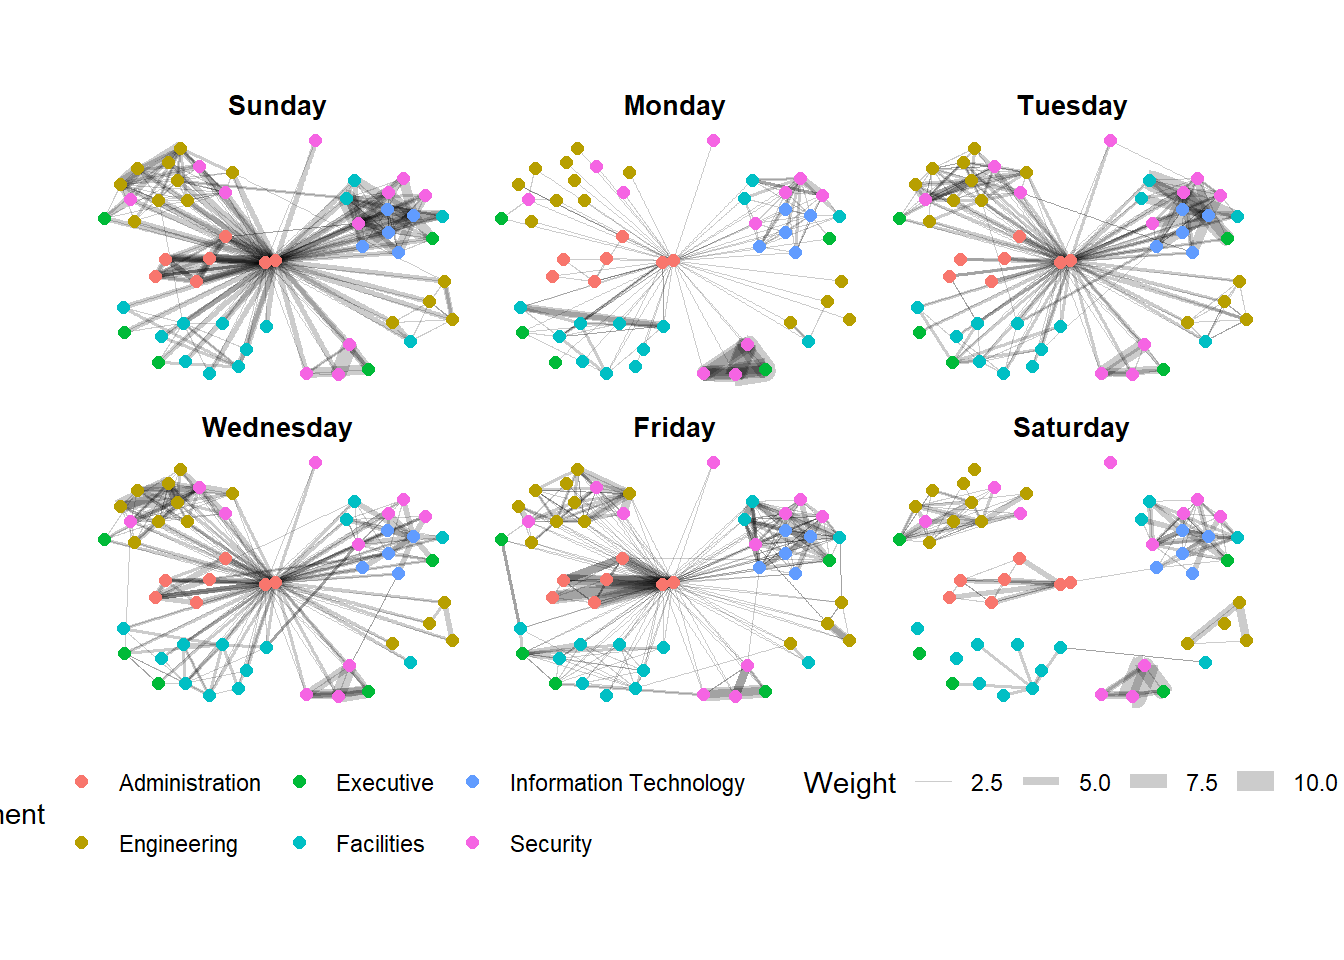 Sunday
Monday
Tuesday
Wednesday
Friday
Saturday
Administration
Executive
Information Technology
Weight
2.5
5.0
7.5
10.0
Engineering
Facilities
Security